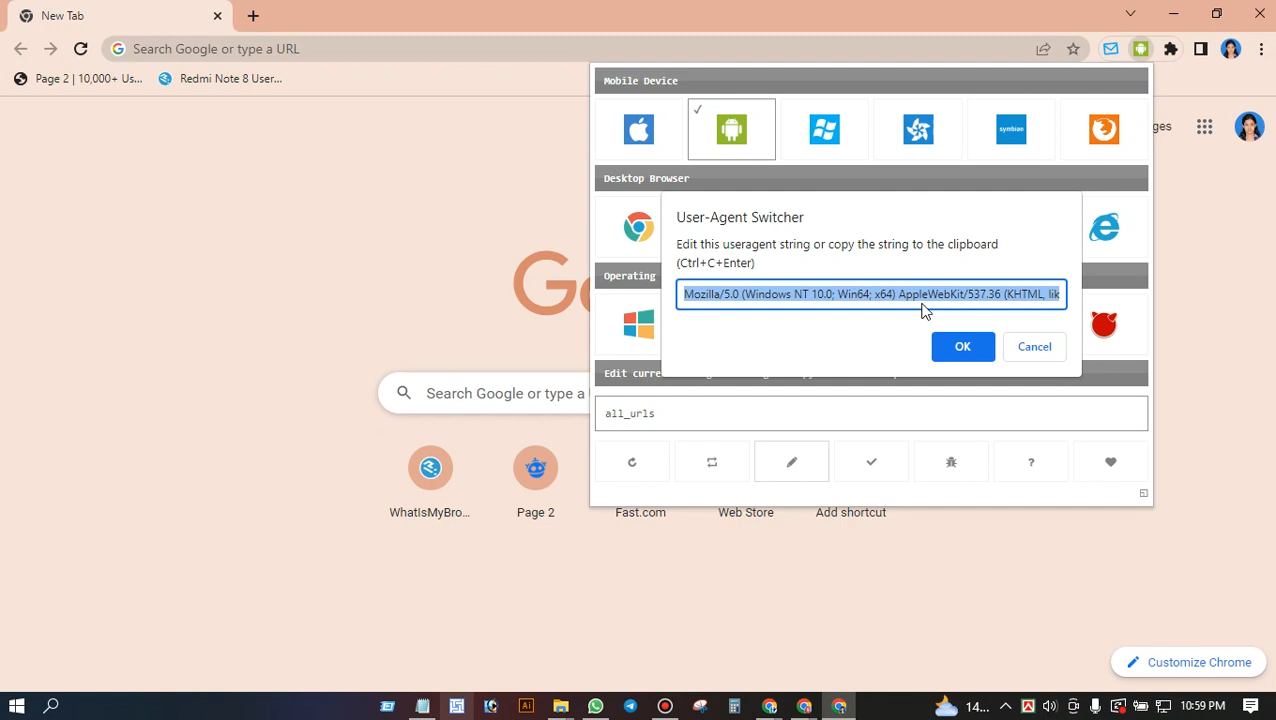 New Tab
Search Google or type a URL
Page 2 | 10,000+ Us...
Redmi Note 8 User...
Mobile Device
symbian
ges
Desktop Browser
User-Agent Switcher
Edit this useragent string or copy the string to the clipboard
(Ctrl+C+Enter)
Operating
Mozilla/5.0 (Windows NT 10.0; Win64; x64) AppleWebKit/537.36 (KHTML, lik
OK
Cancel
Edit curre
Search Google or type a
all_urls
?
WhatIsMyBro...
Page 2
Fast.com
Web Store
Add shortcut
Customize Chrome
Ai
14...
10:59 PM